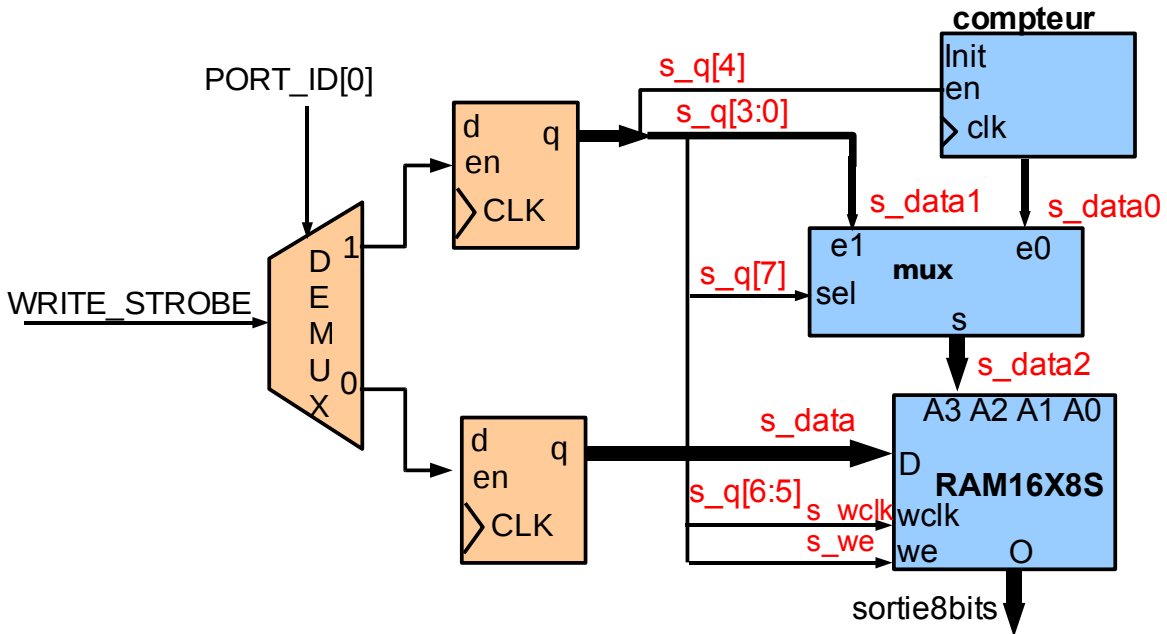 compteur
Init
en
clk
s_q[4]
PORT_ID[0]
s_q[3:0]
d
q
en
CLK
s_data1
s_data0
1
D
E
M
U
X
0
WRITE_STROBE
e1
e0
mux
s_q[7]
sel
s
s_data2
A3 A2 A1 A0
d
q
en
CLK
s_data
D
RAM16X8S
s_q[6:5]
s_wclk
wclk
s_we
we
O
sortie8bits